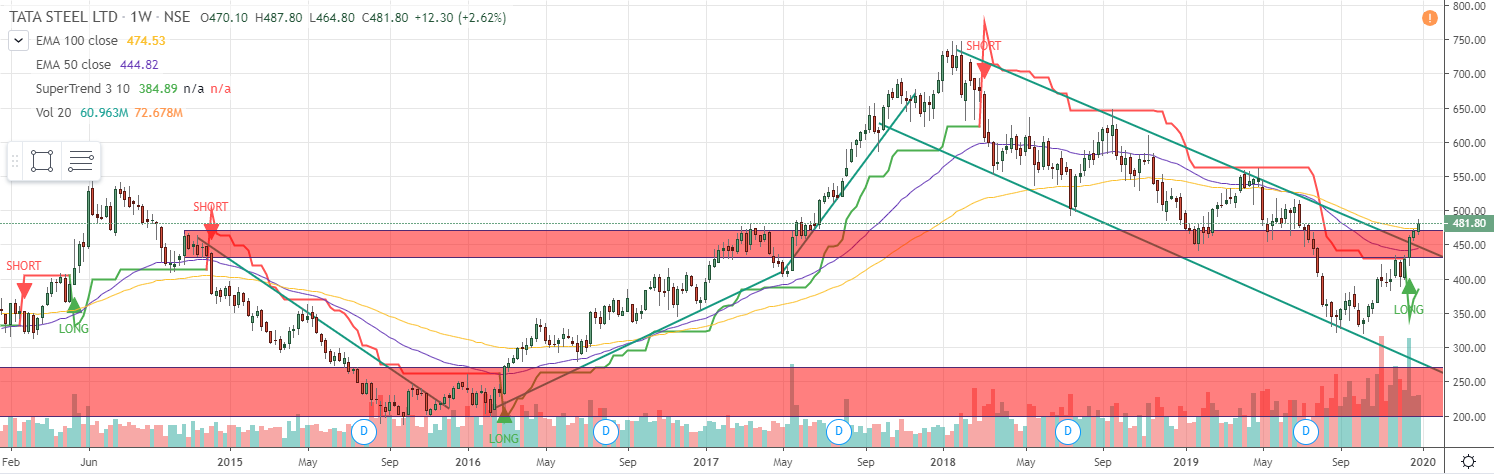 TATA STEEL LTD · 1W · NSE O470.10 H487.80 L464.80 C481.80 +12.30 (+2.62%)
EMA 100 close 474.53
EMA 50 close 444.82
SuperTrend 3 10 384.89 n/a n/a
Vol 20 60.963M 72.678M
SHORT
LONG
SHORT
LONG
SHORT
LONG
D
D
D
D
D
800.00
750.00
700.00
650.00
600.00
550.00
500.00
481.80
450.00
400.00
350.00
300.00
250.00
200.00
Feb Jun 2015 May Sep 2016 May Sep 2017 May Sep 2018 May Sep 2019 May Sep 2020